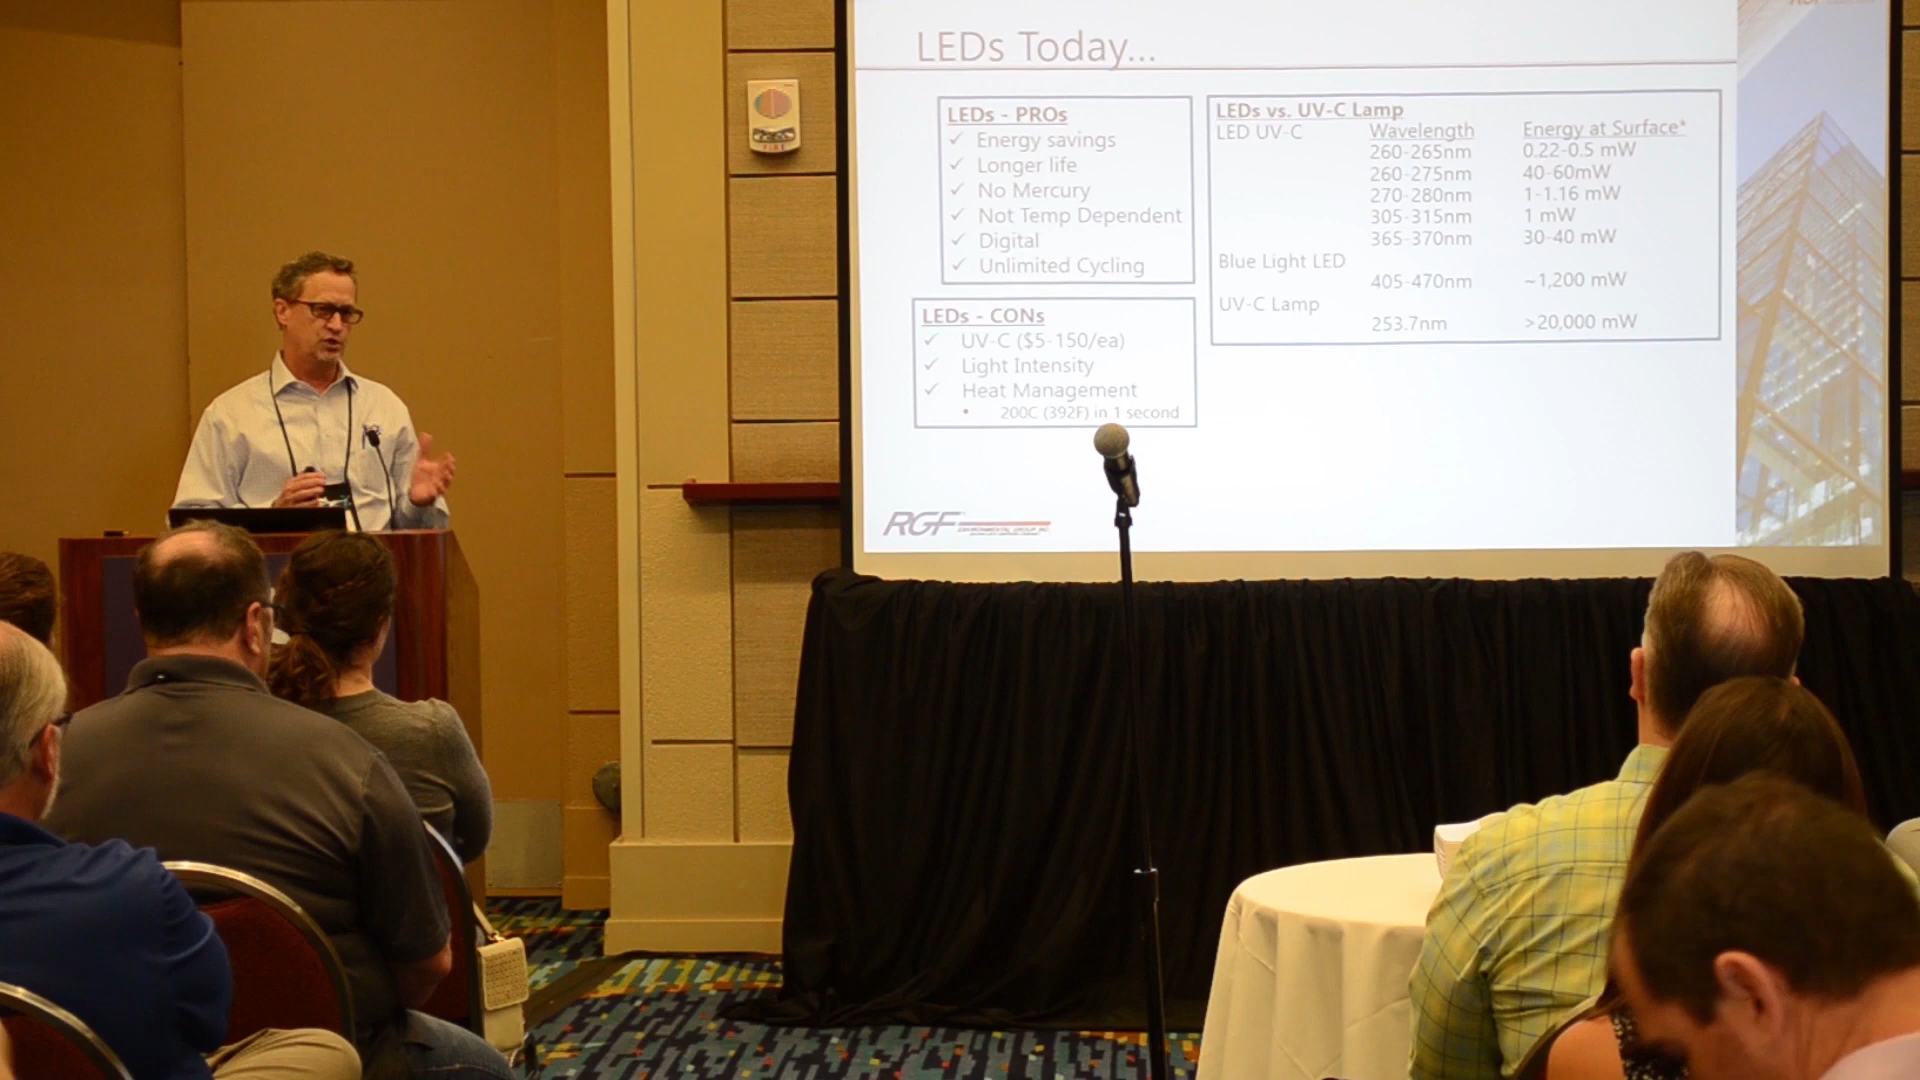 LEDs Today...
LEDs - PROs
✓ Energy savings
✓ Longer life
✓ No Mercury
✓ Not Temp Dependent
✓ Digital
✓ Unlimited Cycling
LEDs - CONs
✓ UV-C ($5-150/ea)
✓ Light Intensity
✓ Heat Management
• 200C (392F) in 1 second
LEDs vs. UV-C Lamp
LED UV-C Wavelength Energy at Surface*
260-265nm 0.22-0.5 mW
260-275nm 40-60mW
270-280nm 1-1.16 mW
305-315nm 1 mW
365-370nm 30-40 mW
Blue Light LED
405-470nm ~1,200 mW
UV-C Lamp
253.7nm >20,000 mW
RGF
ENVIRONMENTAL GROUP, INC.
FIRE